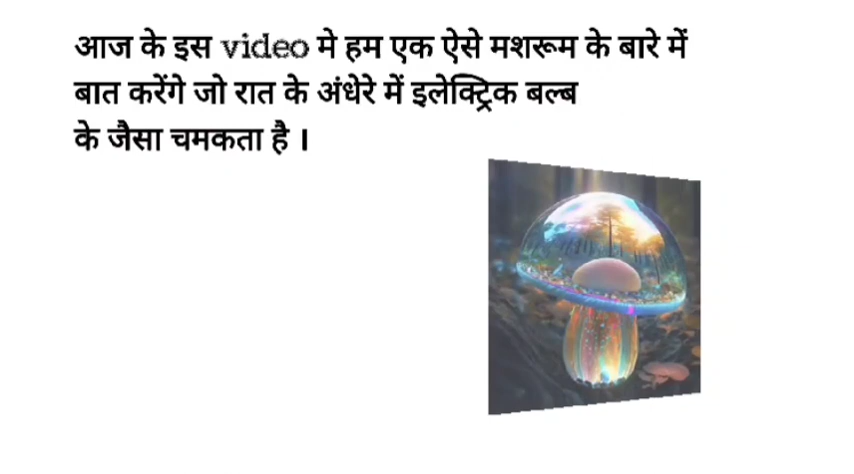 आज के इस video मे हम एक ऐसे मशरूम के बारे में
बात करेंगे जो रात के अंधेरे में इलेक्ट्रिक बल्ब
के जैसा चमकता है ।